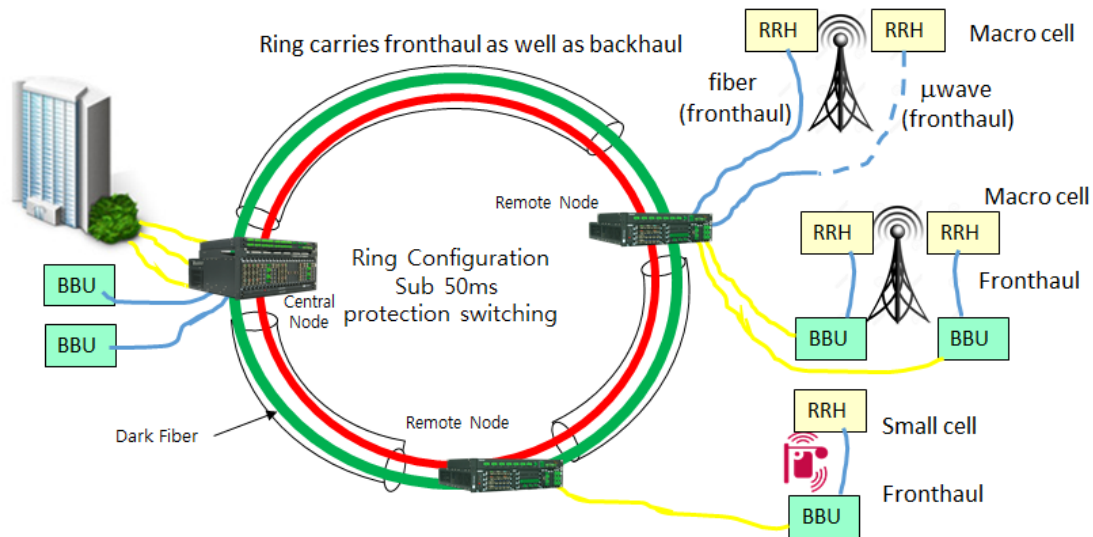 Ring carries fronthaul as well as backhaul
RRH
RRH
Macro cell
fiber
(fronthaul)
μwave
(fronthaul)
Remote Node
Macro cell
RRH
RRH
Fronthaul
BBU
BBU
Ring Configuration
Sub 50ms
protection switching
Central
Node
BBU
BBU
Dark Fiber
Remote Node
RRH
Small cell
Fronthaul
BBU